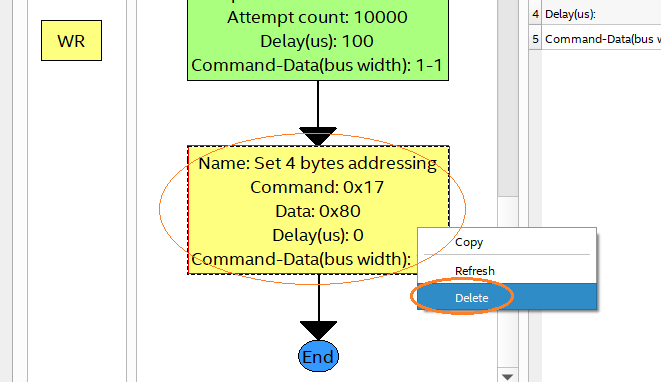 WR
Attempt count: 10000
Delay(us): 100
Command-Data(bus width): 1-1
Name: Set 4 bytes addressing
Command: 0x17
Data: 0x80
Delay(us): 0
Command-Data(bus width):
End
Copy
Refresh
Delete
4 Delay(us):
5 Command-Data(bus